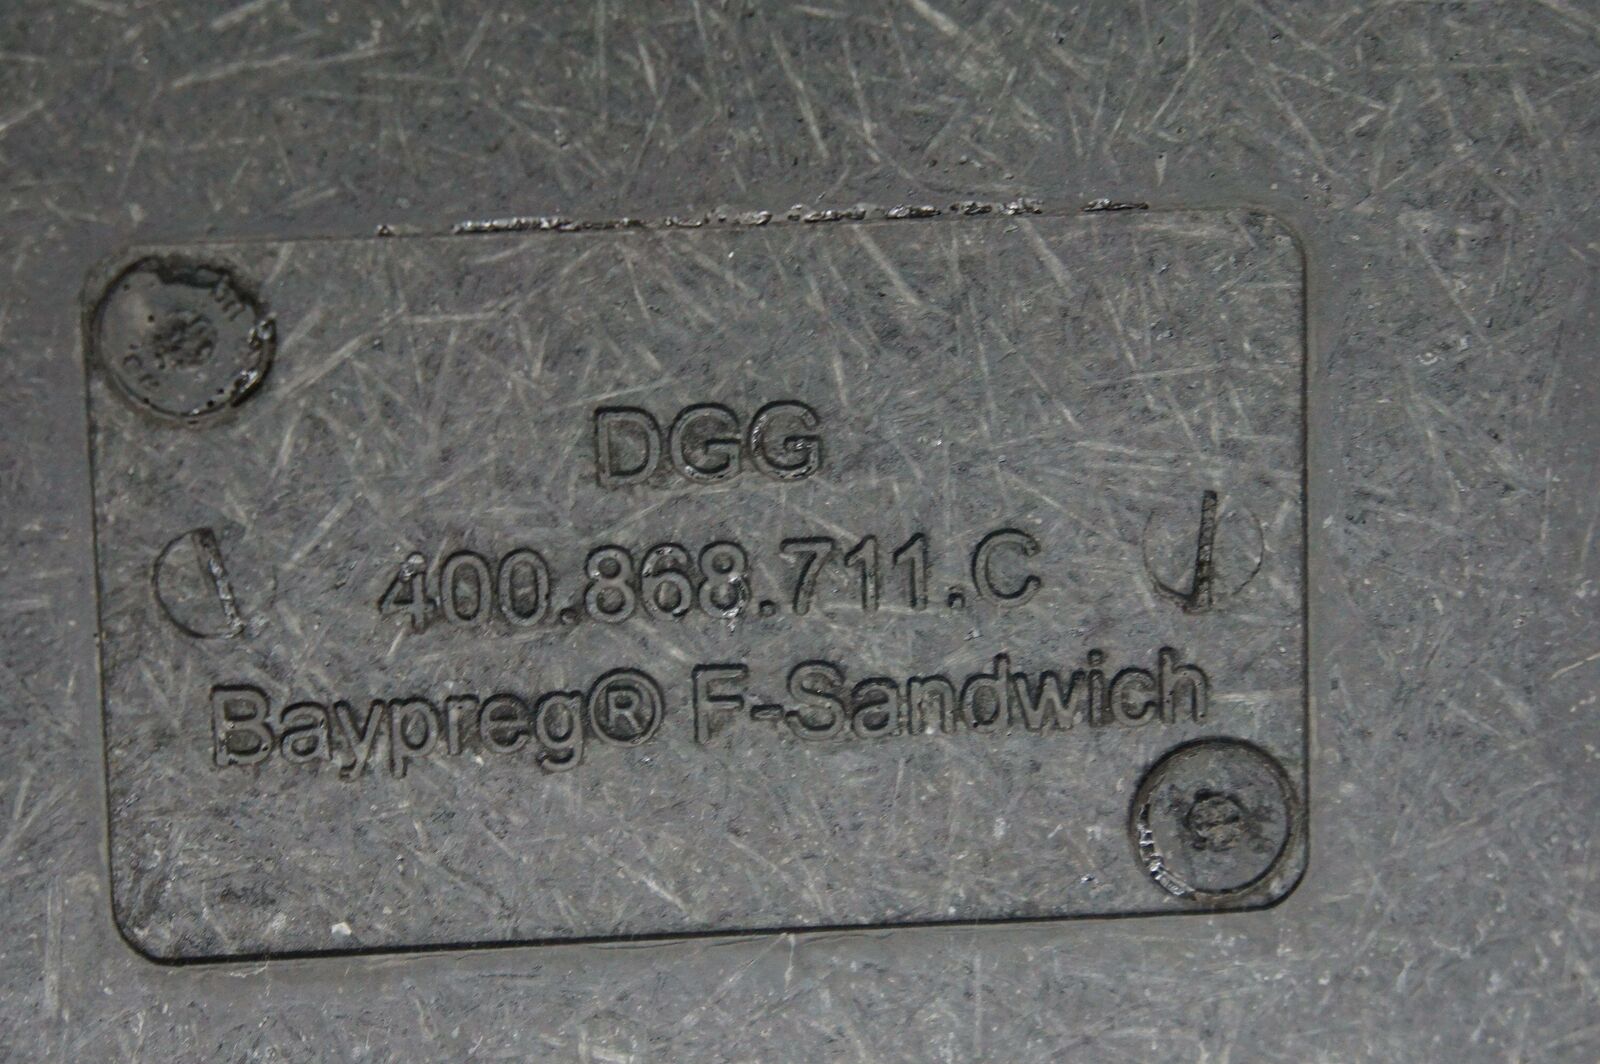 DGG
400.868.711.C
Baypreg® F-Sandwich